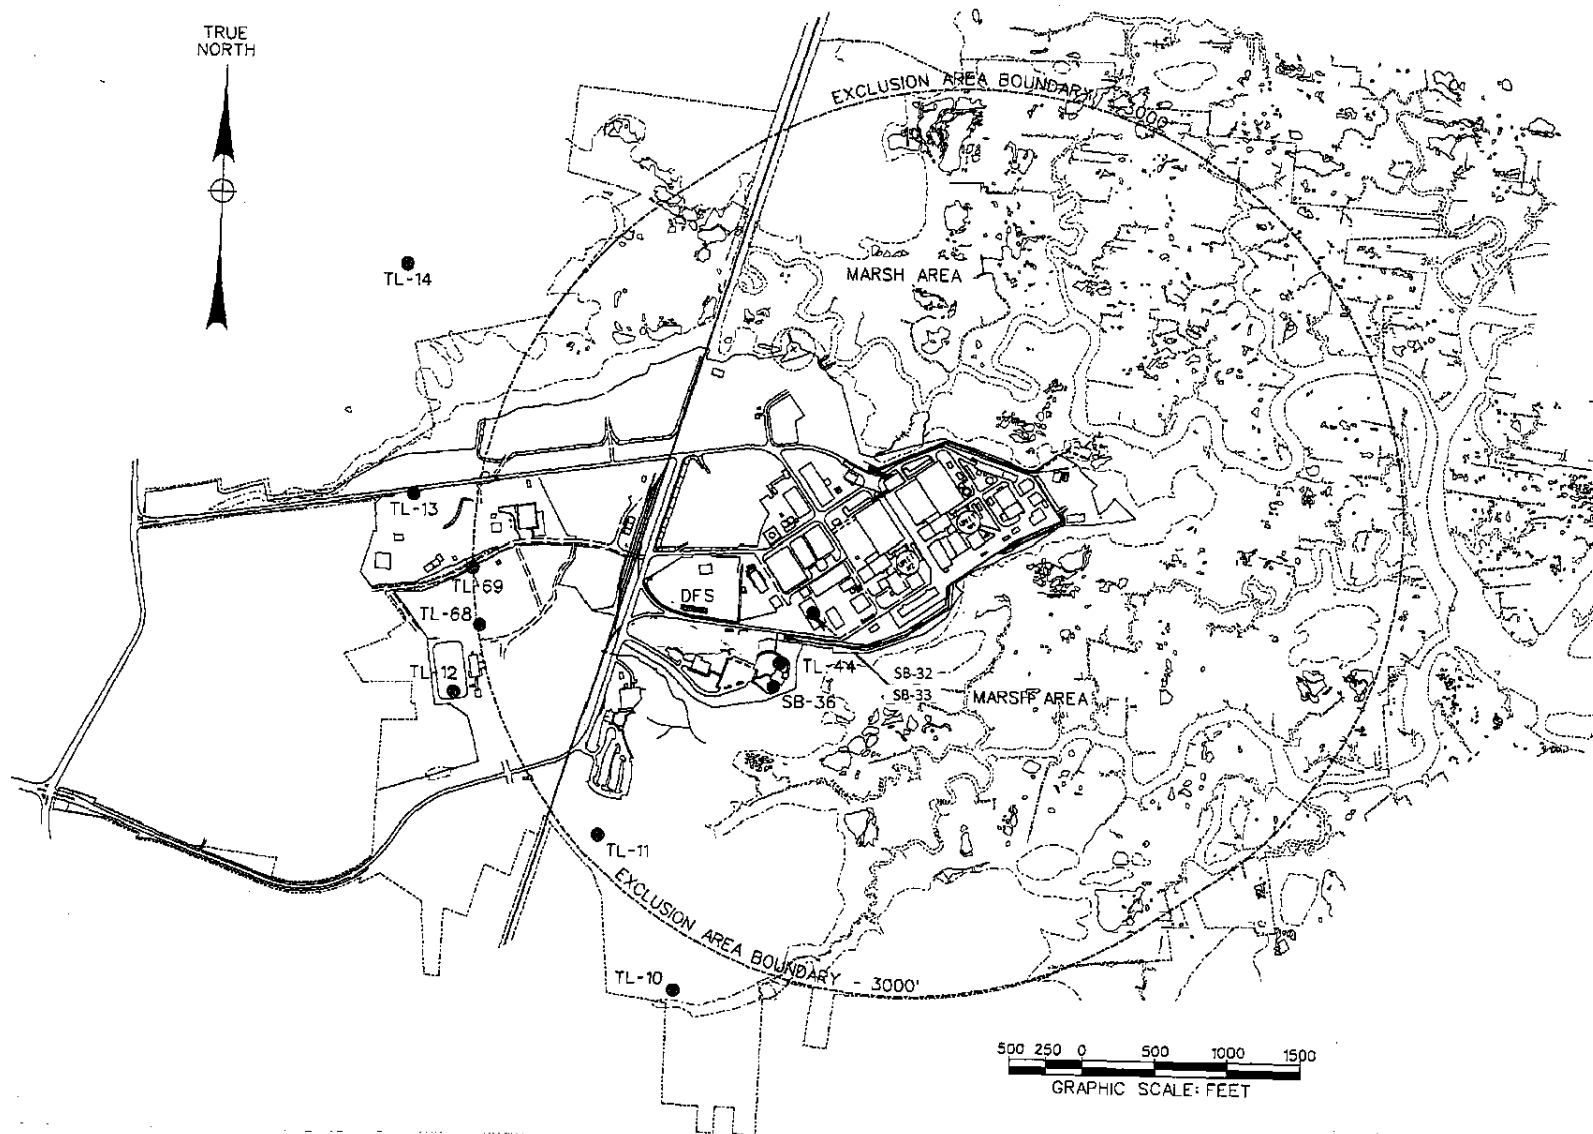 TRUE
NORTH
EXCLUSION AREA BOUNDARY - 3000'
TL-14
MARSH AREA
TL-13
TL-69
DFS
TL-68
TL-12
TL-44
SB-32
SB-36
SB-33
MARSH AREA
TL-11
EXCLUSION AREA BOUNDARY - 3000'
TL-10
500 250 0 500 1000 1500
GRAPHIC SCALE: FEET